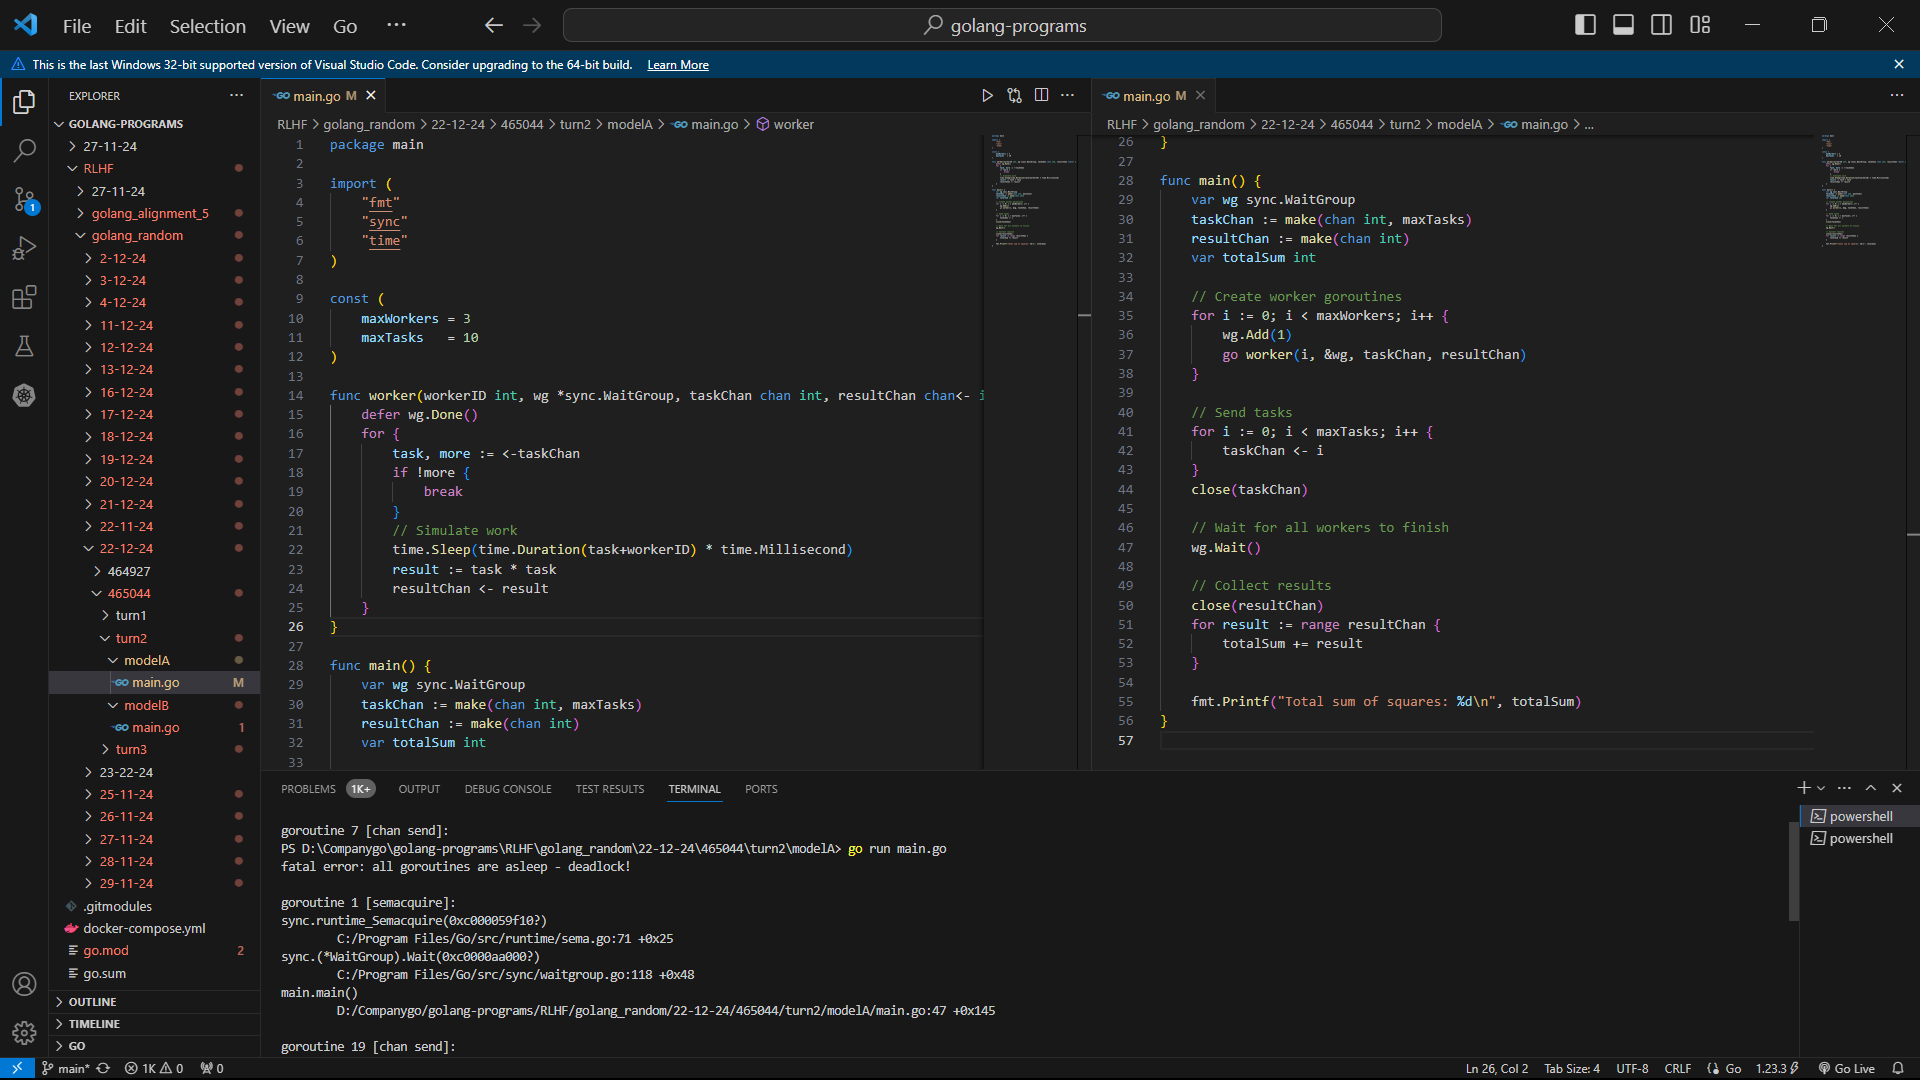 File Edit Selection View Go ··· golang-programs
This is the last Windows 32-bit supported version of Visual Studio Code. Consider upgrading to the 64-bit build. Learn More
EXPLORER
GOLANG-PROGRAMS
27-11-24
RLHF
27-11-24
golang_alignment_5
golang_random
2-12-24
3-12-24
4-12-24
11-12-24
12-12-24
13-12-24
16-12-24
17-12-24
18-12-24
19-12-24
20-12-24
21-12-24
22-11-24
22-12-24
464927
465044
turn1
turn2
modelA
main.go M
modelB
main.go 1
turn3
23-22-24
25-11-24
26-11-24
27-11-24
28-11-24
29-11-24
.gitmodules
docker-compose.yml
go.mod 2
go.sum
OUTLINE
TIMELINE
GO
main.go M
RLHF > golang_random > 22-12-24 > 465044 > turn2 > modelA > main.go > worker
1 package main
2
3 import (
4 "fmt"
5 "sync"
6 "time"
7 )
8
9 const (
10 maxWorkers = 3
11 maxTasks   = 10
12 )
13
14 func worker(workerID int, wg *sync.WaitGroup, taskChan chan int, resultChan chan<- i
15 defer wg.Done()
16 for {
17 task, more := <-taskChan
18 if !more {
19 break
20 }
21 // Simulate work
22 time.Sleep(time.Duration(task+workerID) * time.Millisecond)
23 result := task * task
24 resultChan <- result
25 }
26 }
27
28 func main() {
29 var wg sync.WaitGroup
30 taskChan := make(chan int, maxTasks)
31 resultChan := make(chan int)
32 var totalSum int
33
main.go M
RLHF > golang_random > 22-12-24 > 465044 > turn2 > modelA > main.go > ...
26 }
27
28 func main() {
29 var wg sync.WaitGroup
30 taskChan := make(chan int, maxTasks)
31 resultChan := make(chan int)
32 var totalSum int
33
34 // Create worker goroutines
35 for i := 0; i < maxWorkers; i++ {
36 wg.Add(1)
37 go worker(i, &wg, taskChan, resultChan)
38 }
39
40 // Send tasks
41 for i := 0; i < maxTasks; i++ {
42 taskChan <- i
43 }
44 close(taskChan)
45
46 // Wait for all workers to finish
47 wg.Wait()
48
49 // Collect results
50 close(resultChan)
51 for result := range resultChan {
52 totalSum += result
53 }
54
55 fmt.Printf("Total sum of squares: %d\n", totalSum)
56 }
57
PROBLEMS 1K+ OUTPUT DEBUG CONSOLE TEST RESULTS TERMINAL PORTS
goroutine 7 [chan send]:
PS D:\Companygo\golang-programs\RLHF\golang_random\22-12-24\465044\turn2\modelA> go run main.go
fatal error: all goroutines are asleep - deadlock!
goroutine 1 [semacquire]:
sync.runtime_Semacquire(0xc000059f10?)
C:/Program Files/Go/src/runtime/sema.go:71 +0x25
sync.(*WaitGroup).Wait(0xc0000aa000?)
C:/Program Files/Go/src/sync/waitgroup.go:118 +0x48
main.main()
D:/Companygo/golang-programs/RLHF/golang_random/22-12-24/465044/turn2/modelA/main.go:47 +0x145
goroutine 19 [chan send]:
powershell
powershell
main* 1K 0 0 Ln 26, Col 2 Tab Size: 4 UTF-8 CRLF Go 1.23.3 Go Live